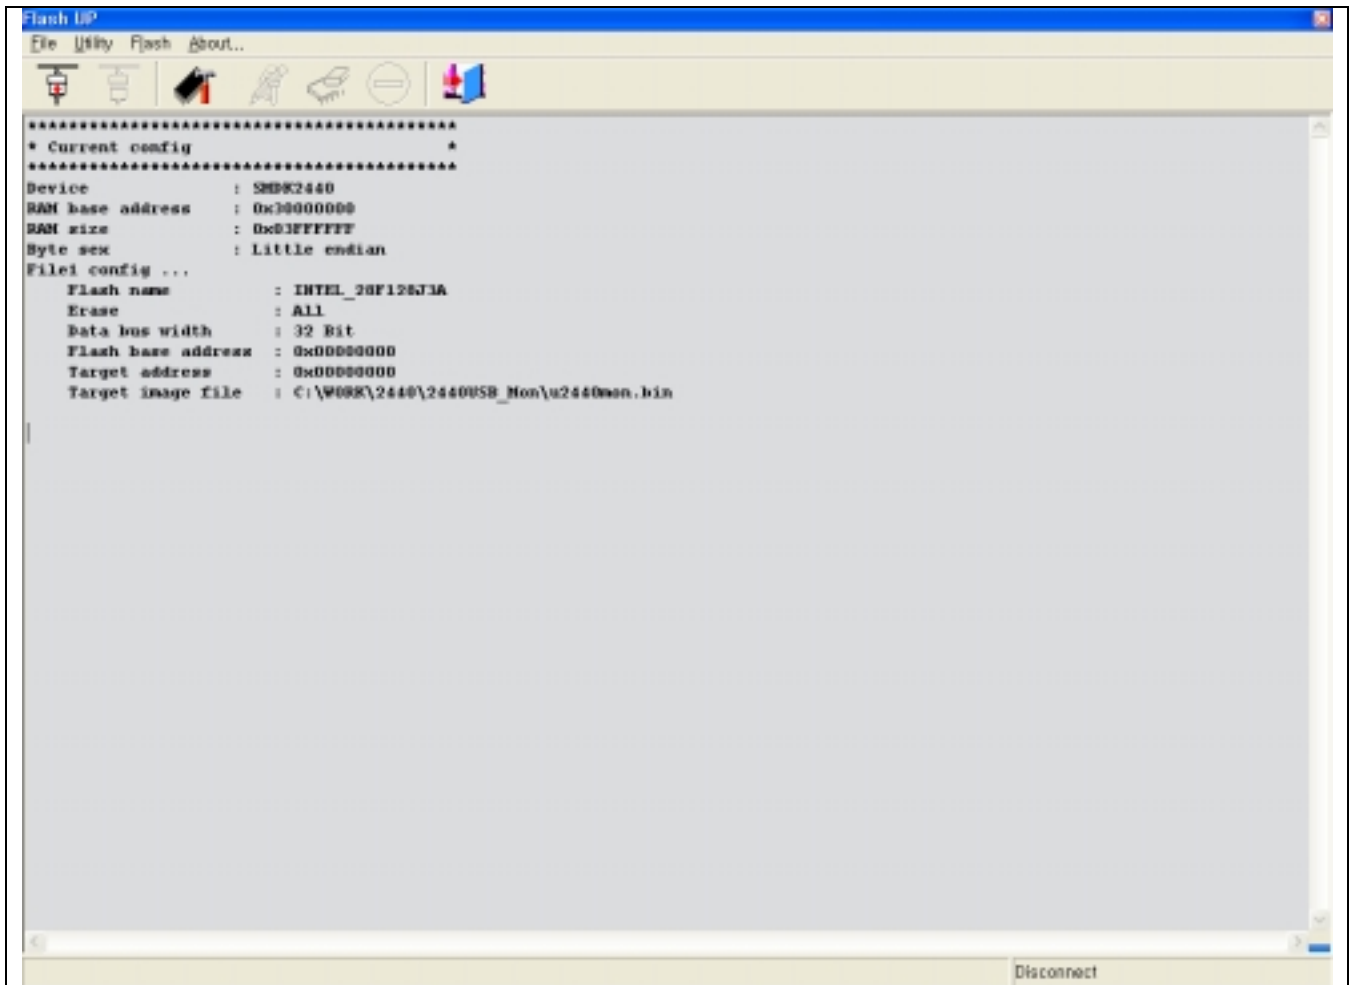 Flash UP
File Utility Flash About...
******************************************
* Current config *
******************************************
Device : SMDK2440
RAM base address : 0x30000000
RAM size : 0x03FFFFFF
Byte sex : Little endian
File1 config ...
Flash name : INTEL_28F128J3A
Erase : All
Data bus width : 32 Bit
Flash base address : 0x00000000
Target address : 0x00000000
Target image file : C:\WORK\2440\2440USB_Mon\u2440mon.bin
Disconnect